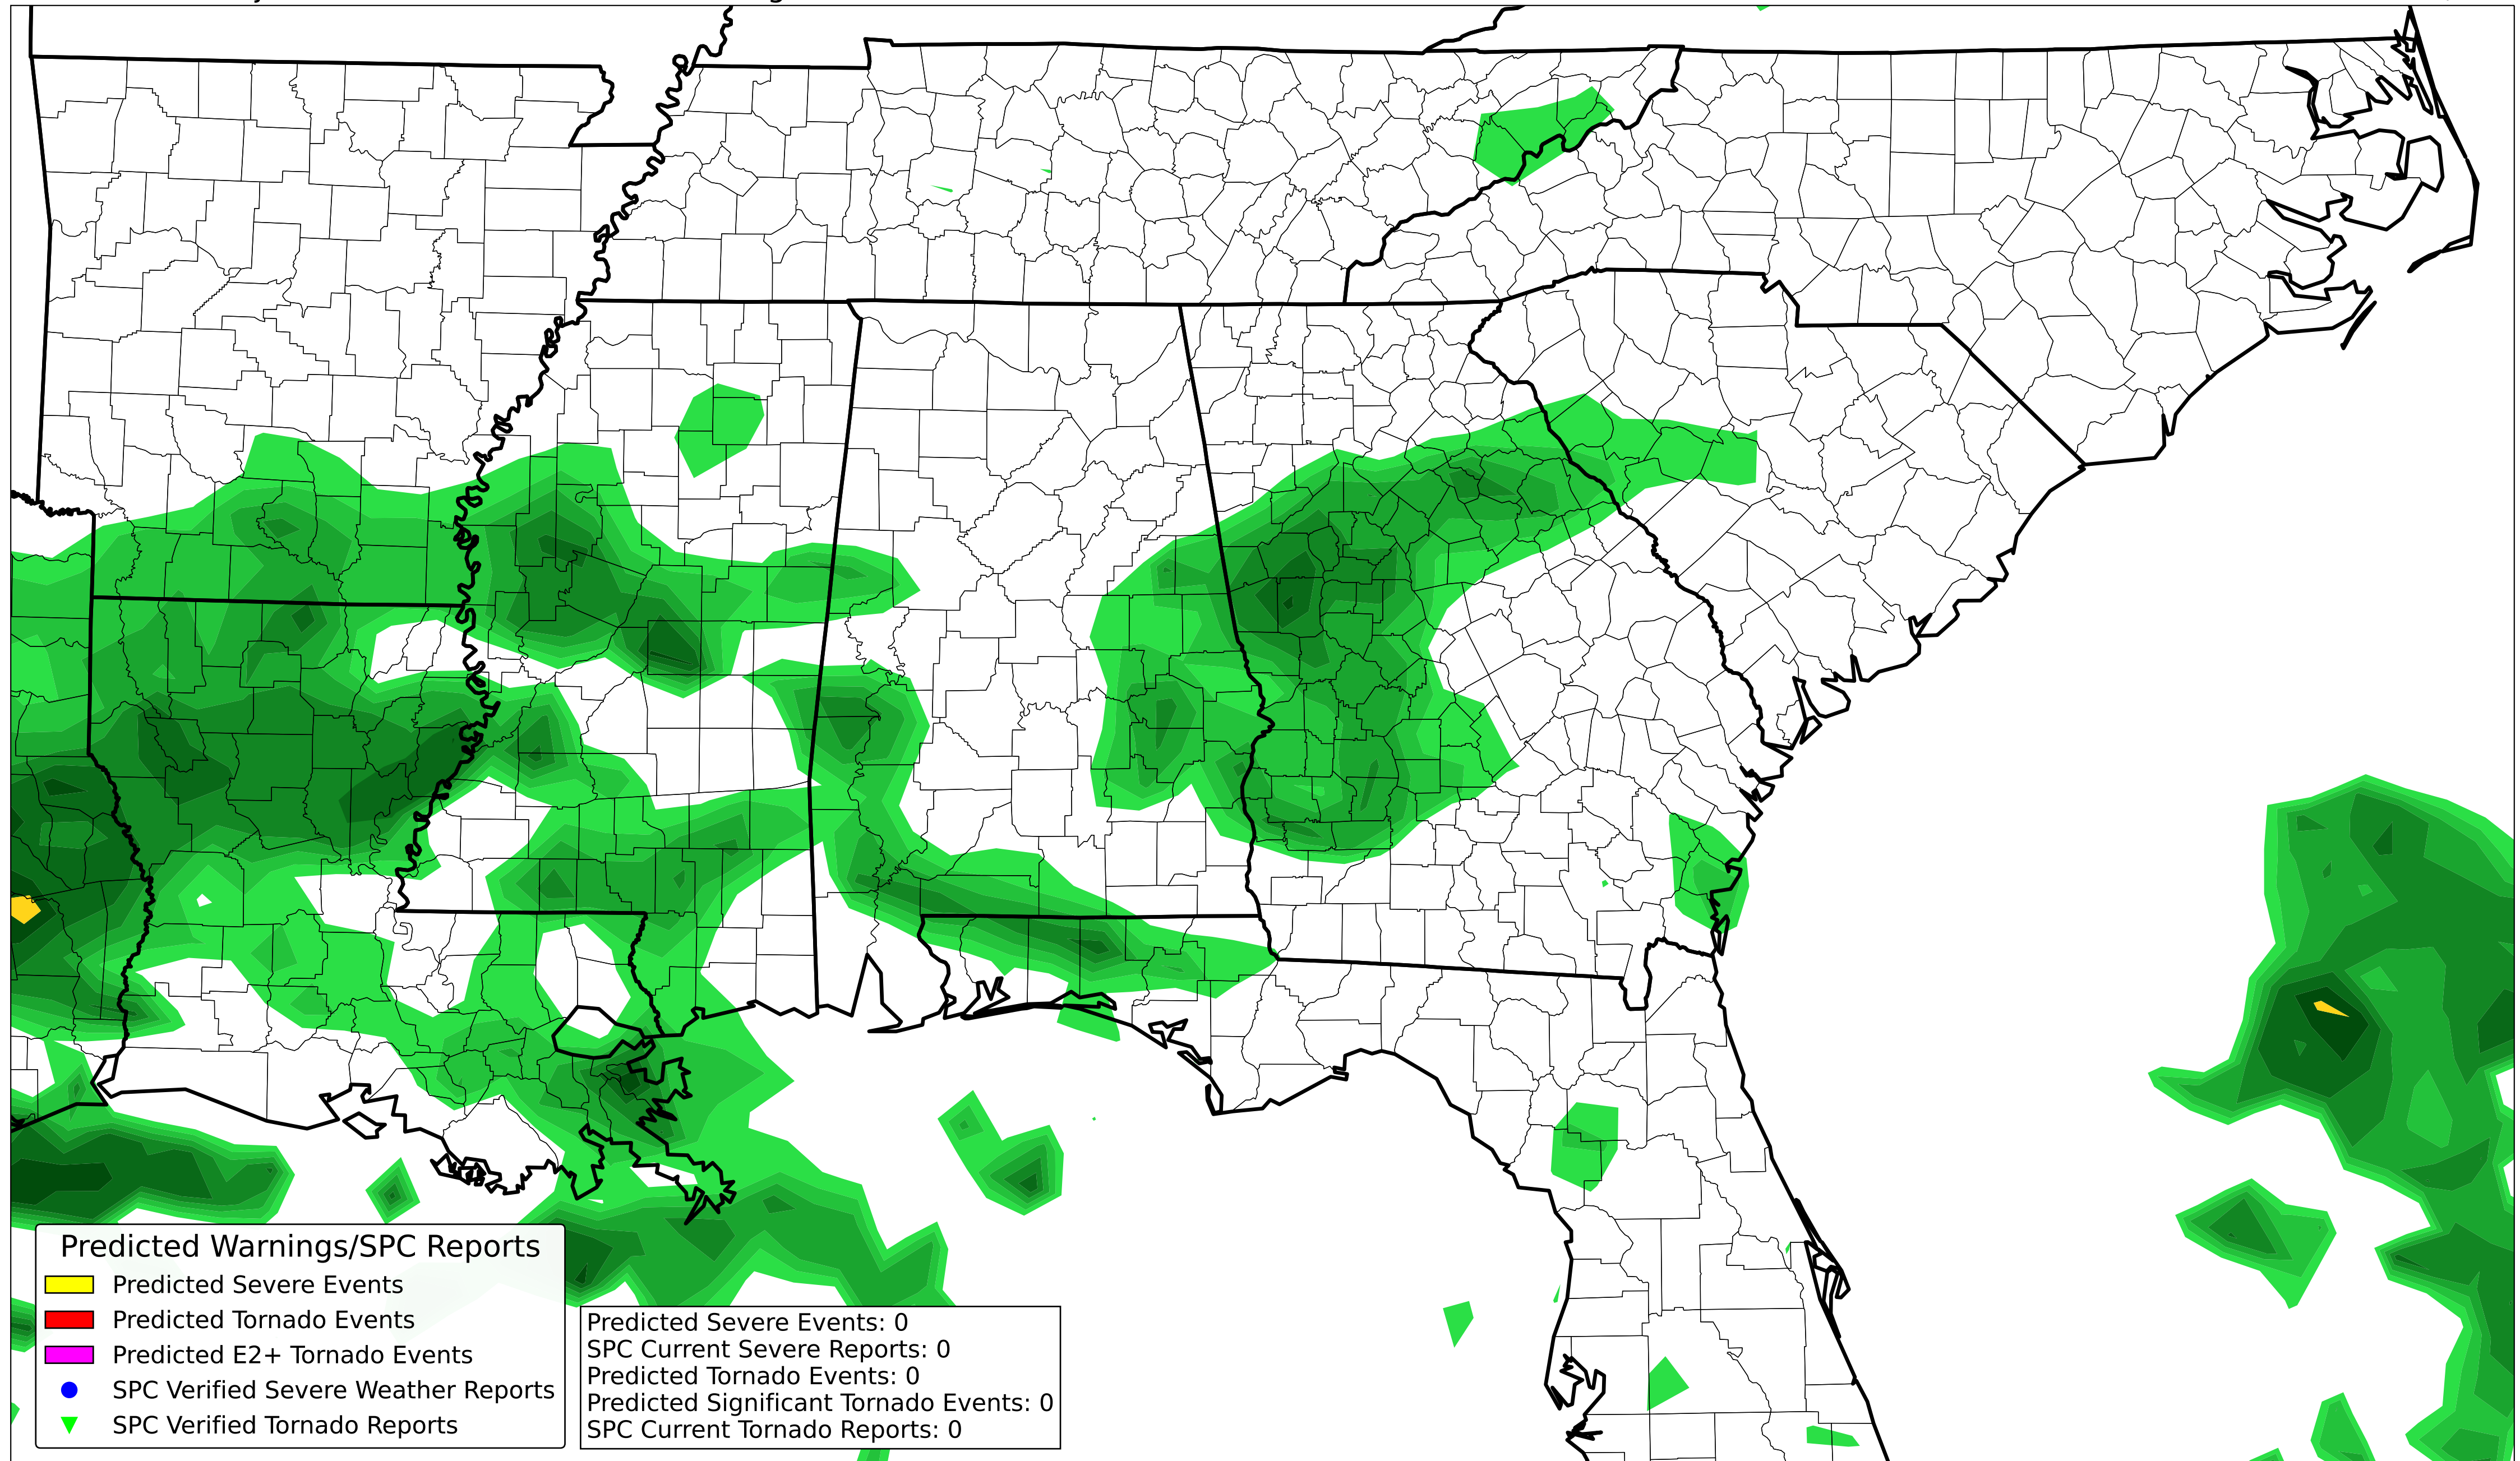 Predicted Warnings/SPC Reports
Predicted Severe Events
Predicted Tornado Events
Predicted E2+ Tornado Events
SPC Verified Severe Weather Reports
SPC Verified Tornado Reports
Predicted Severe Events: 0
SPC Current Severe Reports: 0
Predicted Tornado Events: 0
Predicted Significant Tornado Events: 0
SPC Current Tornado Reports: 0